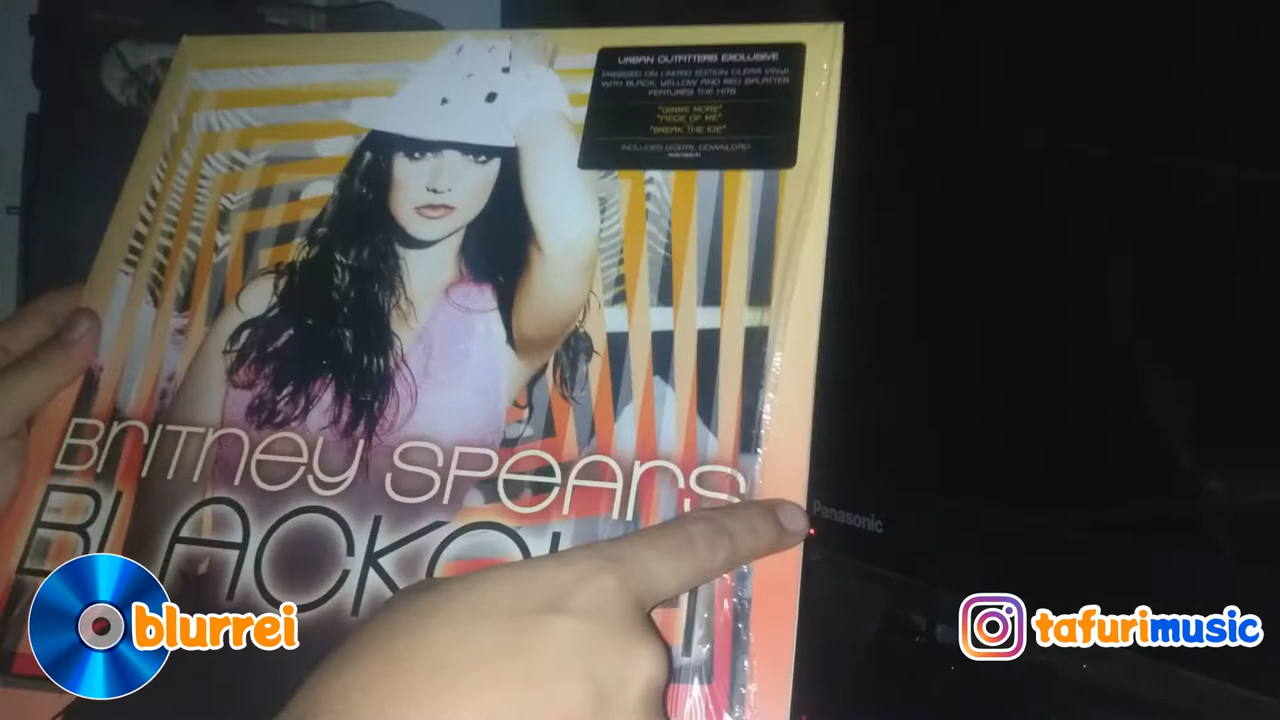 URBAN OUTFITTERS EXCLUSIVE
PRESSED ON LIMITED EDITION CLEAR VINYL
WITH BLACK, YELLOW AND RED SPLATTER
FEATURES THE HITS
"GIMME MORE"
"PIECE OF ME"
"BREAK THE ICE"
INCLUDES DIGITAL DOWNLOAD
BRITNEY SPEARS
BLACKOU
Panasonic
blurrei
tafurimusic